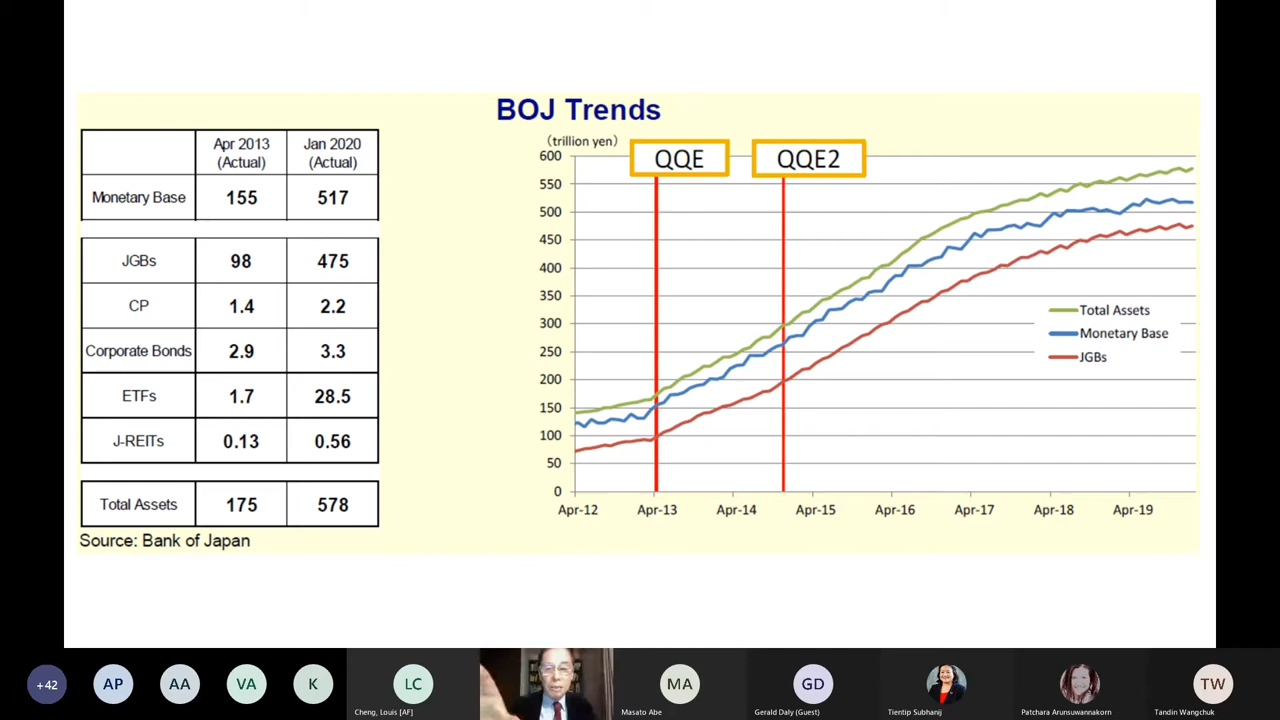 BOJ Trends
Apr 2013 Jan 2020
(Actual) (Actual)
Monetary Base 155 517
JGBs 98 475
CP 1.4 2.2
Corporate Bonds 2.9 3.3
ETFs 1.7 28.5
J-REITs 0.13 0.56
Total Assets 175 578
Source: Bank of Japan
(trillion yen)
QQE QQE2
600
550
500
450
400
350
300
250
200
150
100
50
0
Apr-12 Apr-13 Apr-14 Apr-15 Apr-16 Apr-17 Apr-18 Apr-19
Total Assets
Monetary Base
JGBs
+42 AP AA VA K LC MA GD TW
Cheng, Louis [AF] Masato Abe Gerald Daly (Guest) Tientip Subhanij Patchara Arunsuwannakorn Tandin Wangchuk